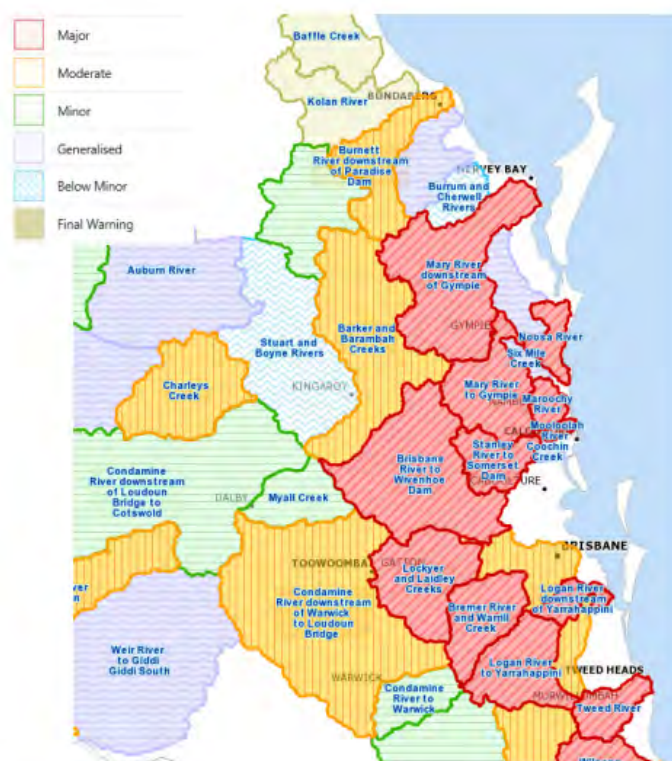 Major
Moderate
Minor
Generalised
Below Minor
Final Warning
Baffle Creek
Kolan River
BUNDABERG
Burnett
River downstream
of Paradise
Dam
HERVEY BAY
Burrum and
Cherwell
Rivers
Auburn River
Mary River
downstream
of Gympie
GYMPIE
Noosa River
Six Mile
Creek
Stuart and
Boyne Rivers
Barker and
Barambah
Creeks
KINGAROY
Charleys
Creek
Mary River
to Gympie
Maroochy
River
Mooloolah
River
Coochin
Creek
Stanley
River to
Somerset
Dam
Brisbane
River to
Wivenhoe
Dam
Condamine
River downstream
of Loudoun
Bridge to
Cotswold
DALBY
Myall Creek
BRISBANE
TOOWOOMBA
GATTON
Lockyer
and Laidley
Creeks
Condamine
River downstream
of Warwick
to Loudoun
Bridge
Bremer River
and Warrill
Creek
Logan River
downstream
of Yarrahappini
Weir River
to Giddi
Giddi South
Logan River
to Yarrahappini
TWEED HEADS
WARWICK
Condamine
River to
Warwick
MURWILLUMBAH
Tweed River